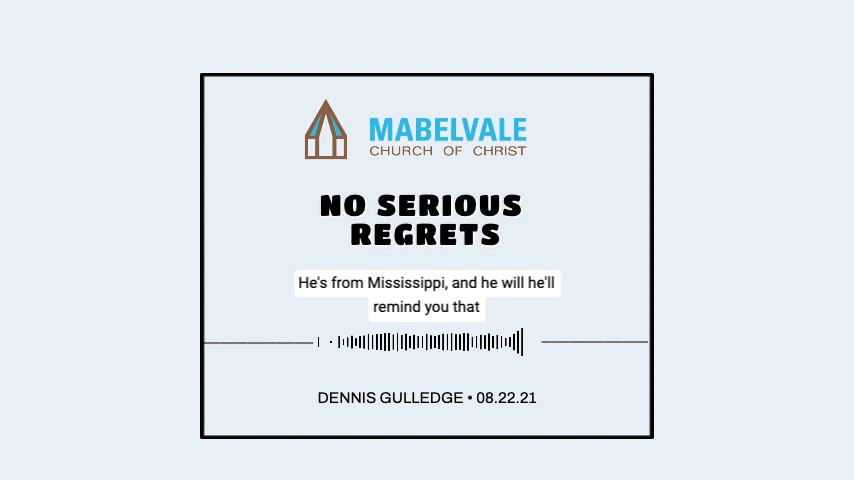 MABELVALE
CHURCH OF CHRIST
NO SERIOUS
REGRETS
He's from Mississippi, and he will he'll
remind you that
DENNIS GULLEDGE • 08.22.21